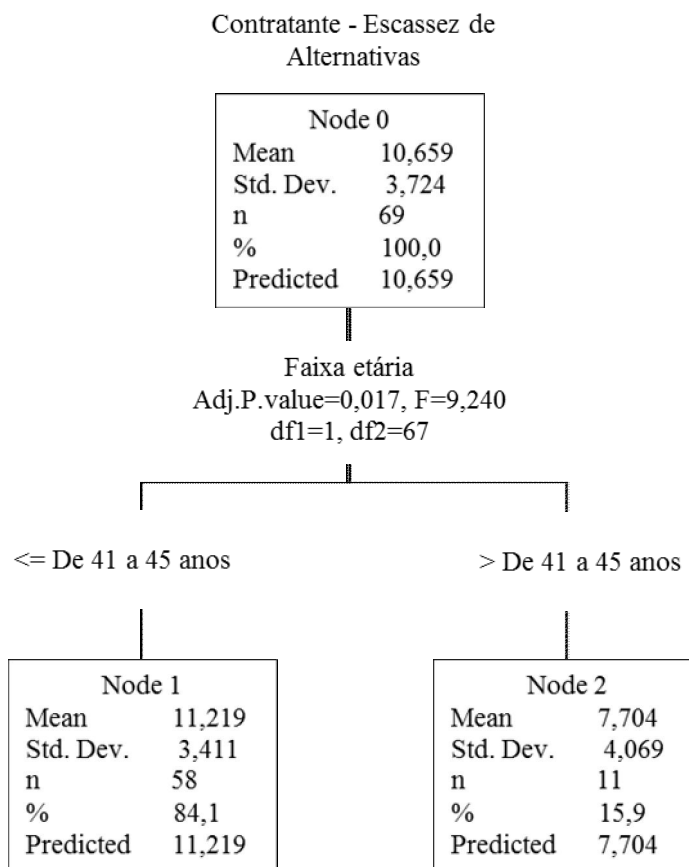 Contratante - Escassez de
Alternativas
Node 0
Mean 10,659
Std. Dev. 3,724
n 69
% 100,0
Predicted 10,659
Faixa etária
Adj.P.value=0,017, F=9,240
df1=1, df2=67
<= De 41 a 45 anos
> De 41 a 45 anos
Node 1
Mean 11,219
Std. Dev. 3,411
n 58
% 84,1
Predicted 11,219
Node 2
Mean 7,704
Std. Dev. 4,069
n 11
% 15,9
Predicted 7,704